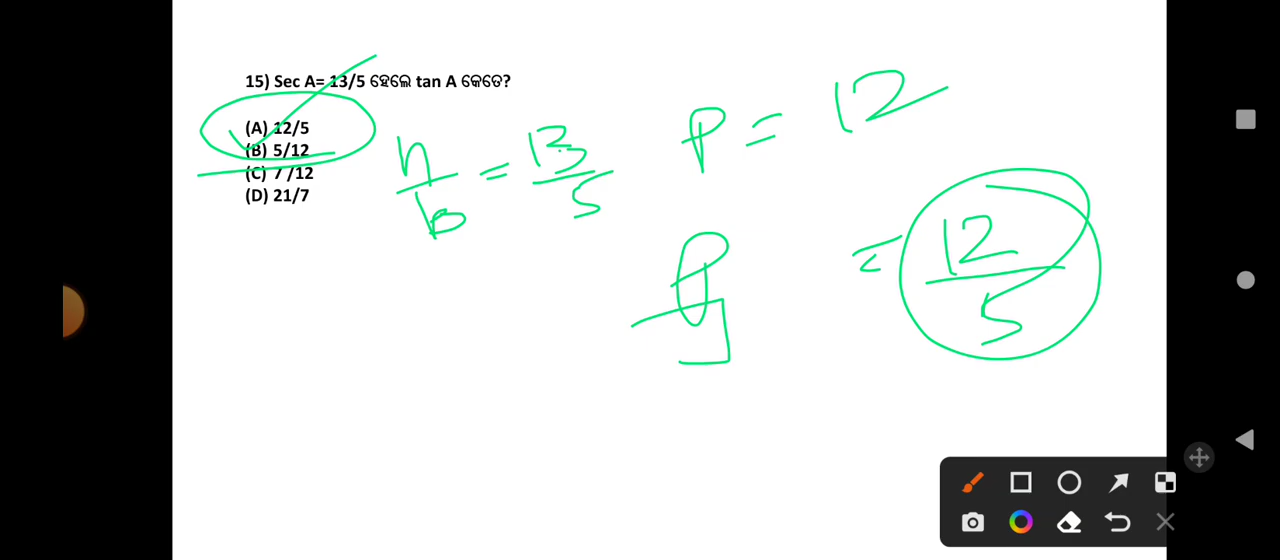 15) Sec A= 13/5 ହେଲେ tan A କେତେ?
(A) 12/5
(B) 5/12
(C) 7 /12
(D) 21/7
h/b = 13/5
P = 12
= 12/5